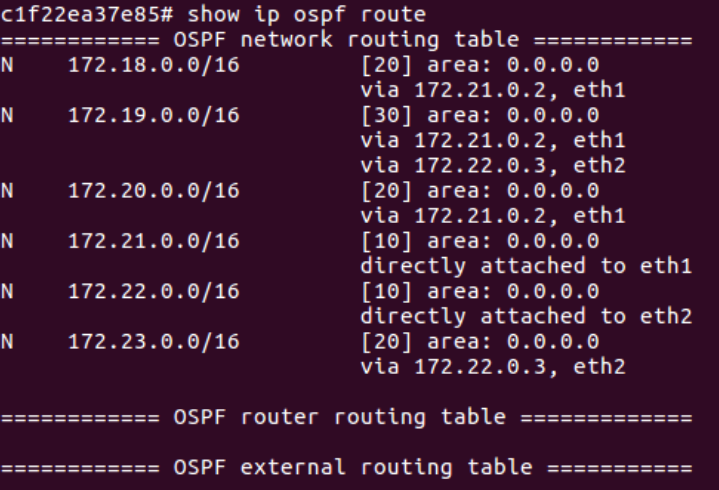 c1f22ea37e85# show ip ospf route
============ OSPF network routing table ============
N    172.18.0.0/16         [20] area: 0.0.0.0
                           via 172.21.0.2, eth1
N    172.19.0.0/16         [30] area: 0.0.0.0
                           via 172.21.0.2, eth1
                           via 172.22.0.3, eth2
N    172.20.0.0/16         [20] area: 0.0.0.0
                           via 172.21.0.2, eth1
N    172.21.0.0/16         [10] area: 0.0.0.0
                           directly attached to eth1
N    172.22.0.0/16         [10] area: 0.0.0.0
                           directly attached to eth2
N    172.23.0.0/16         [20] area: 0.0.0.0
                           via 172.22.0.3, eth2
============ OSPF router routing table =============
============ OSPF external routing table ===========